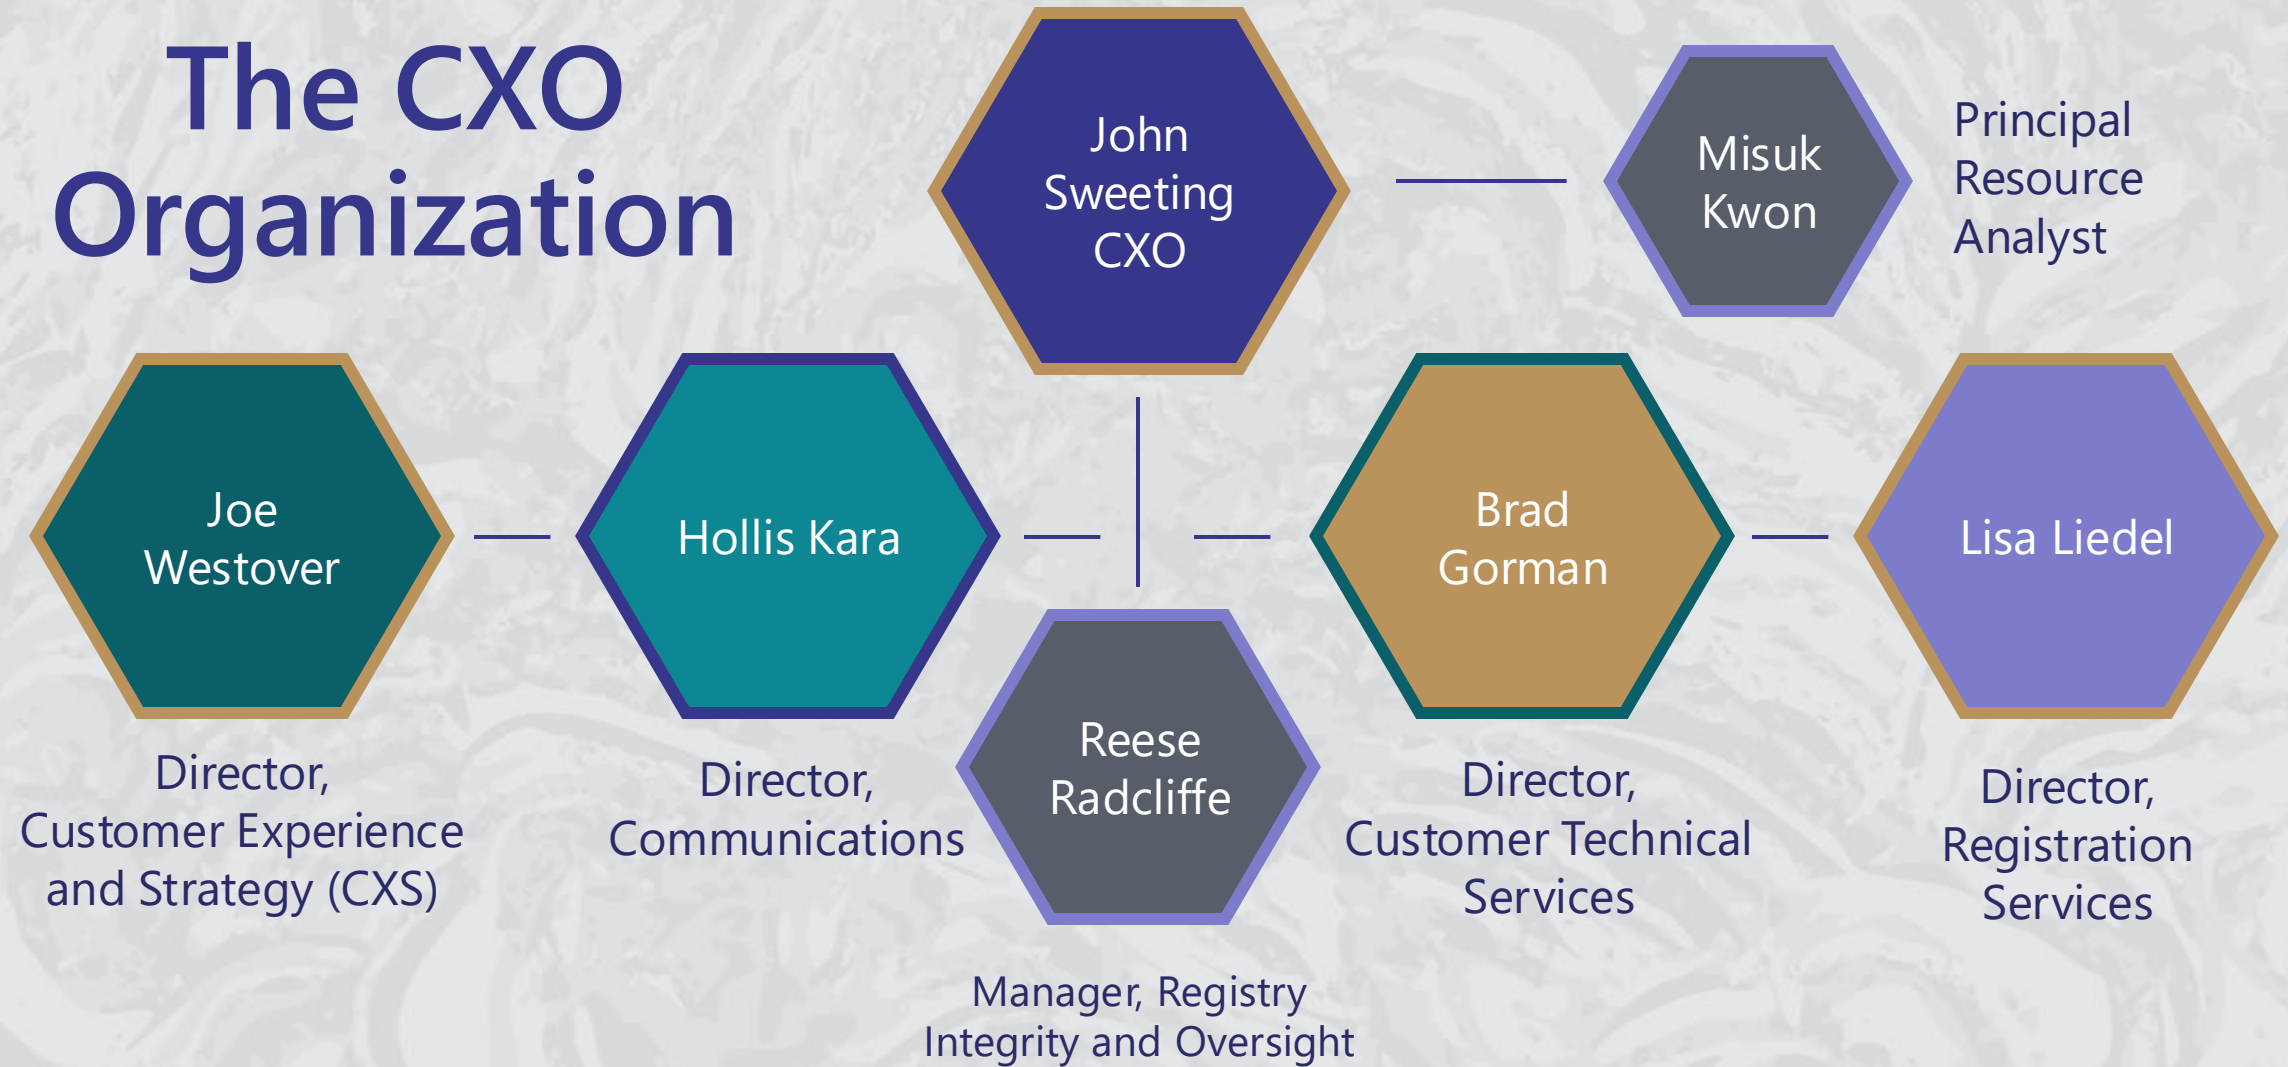 The CXO
Organization
John
Sweeting
CXO
Misuk
Kwon
Principal
Resource
Analyst
Joe
Westover
Director,
Customer Experience
and Strategy (CXS)
Hollis Kara
Director,
Communications
Reese
Radcliffe
Manager, Registry
Integrity and Oversight
Brad
Gorman
Director,
Customer Technical
Services
Lisa Liedel
Director,
Registration
Services